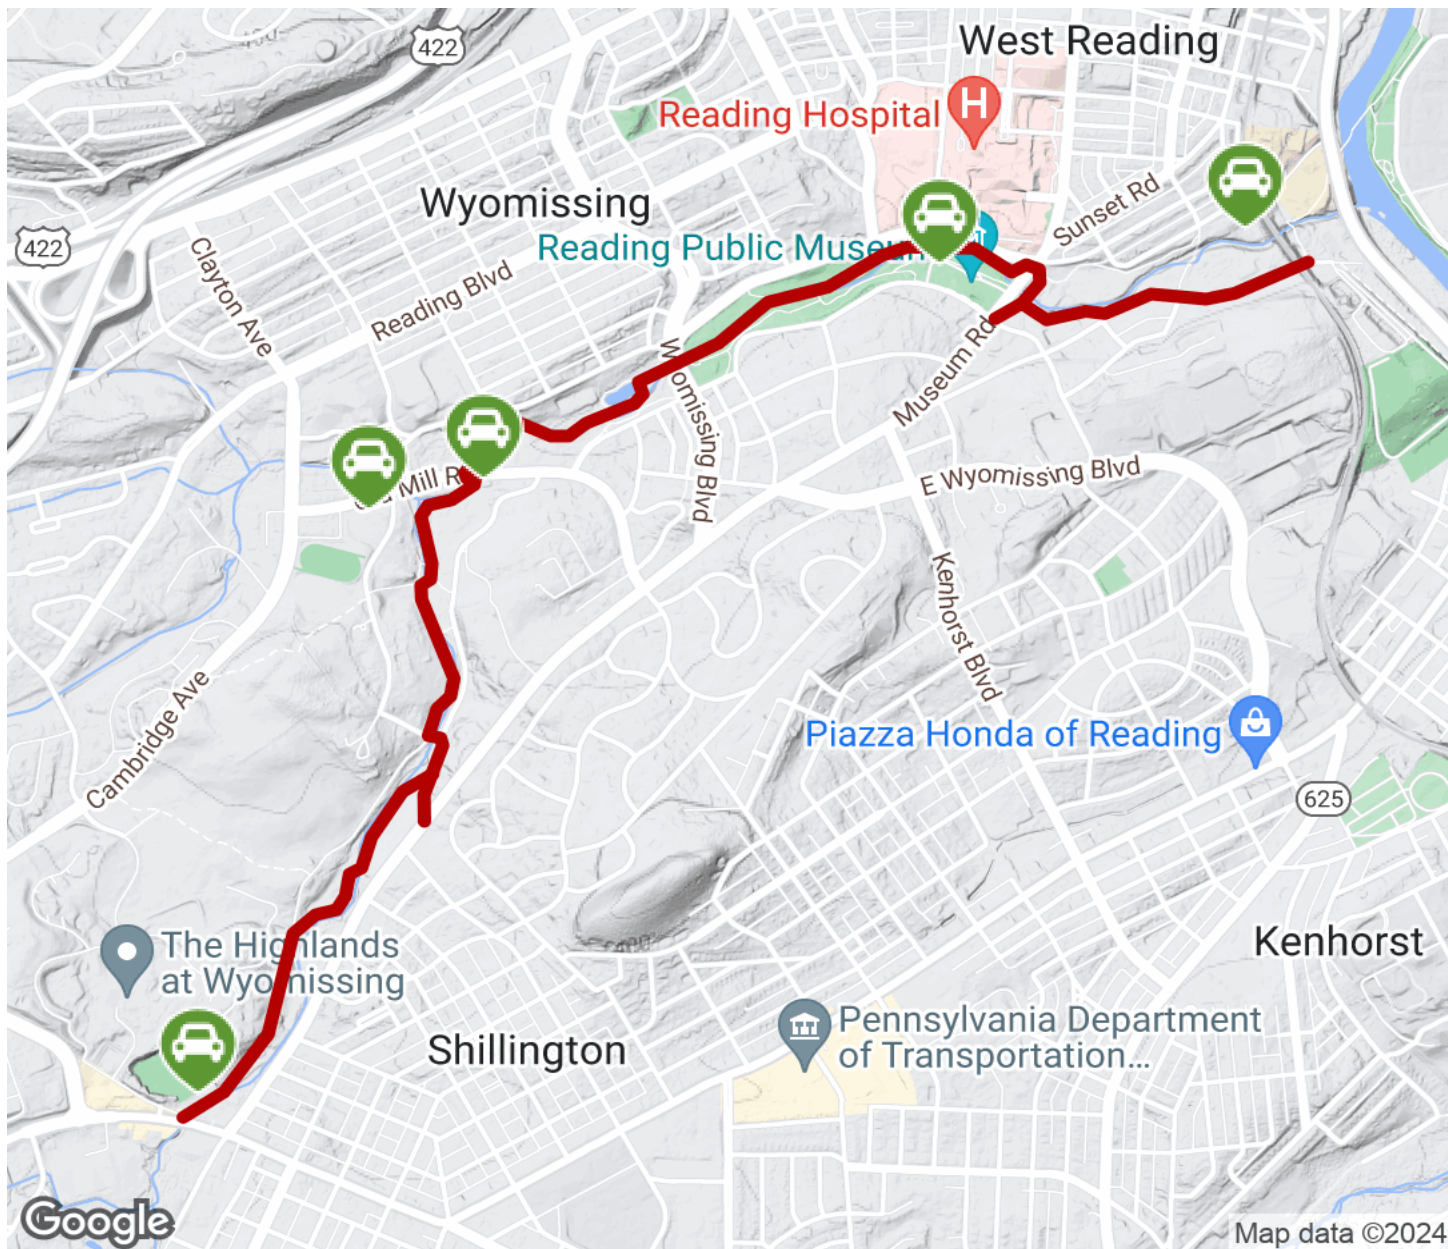 422
West Reading
Reading Hospital
H
Wyomissing
Sunset Rd
422
Clayton Ave
Reading Public Museum
Reading Blvd
Wyomissing Blvd
Museum Rd
Mill R
E Wyomissing Blvd
Kenhorst Blvd
Cambridge Ave
Piazza Honda of Reading
625
The Highlands
at Wyomissing
Kenhorst
Shillington
Pennsylvania Department
of Transportation...
Google
Map data ©2024